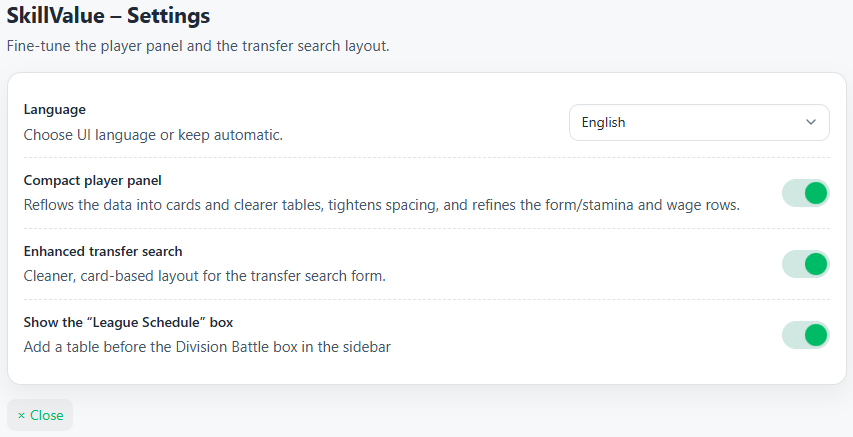 SkillValue – Settings
Fine-tune the player panel and the transfer search layout.
Language
Choose UI language or keep automatic.
English
Compact player panel
Reflows the data into cards and clearer tables, tightens spacing, and refines the form/stamina and wage rows.
Enhanced transfer search
Cleaner, card-based layout for the transfer search form.
Show the “League Schedule” box
Add a table before the Division Battle box in the sidebar
× Close